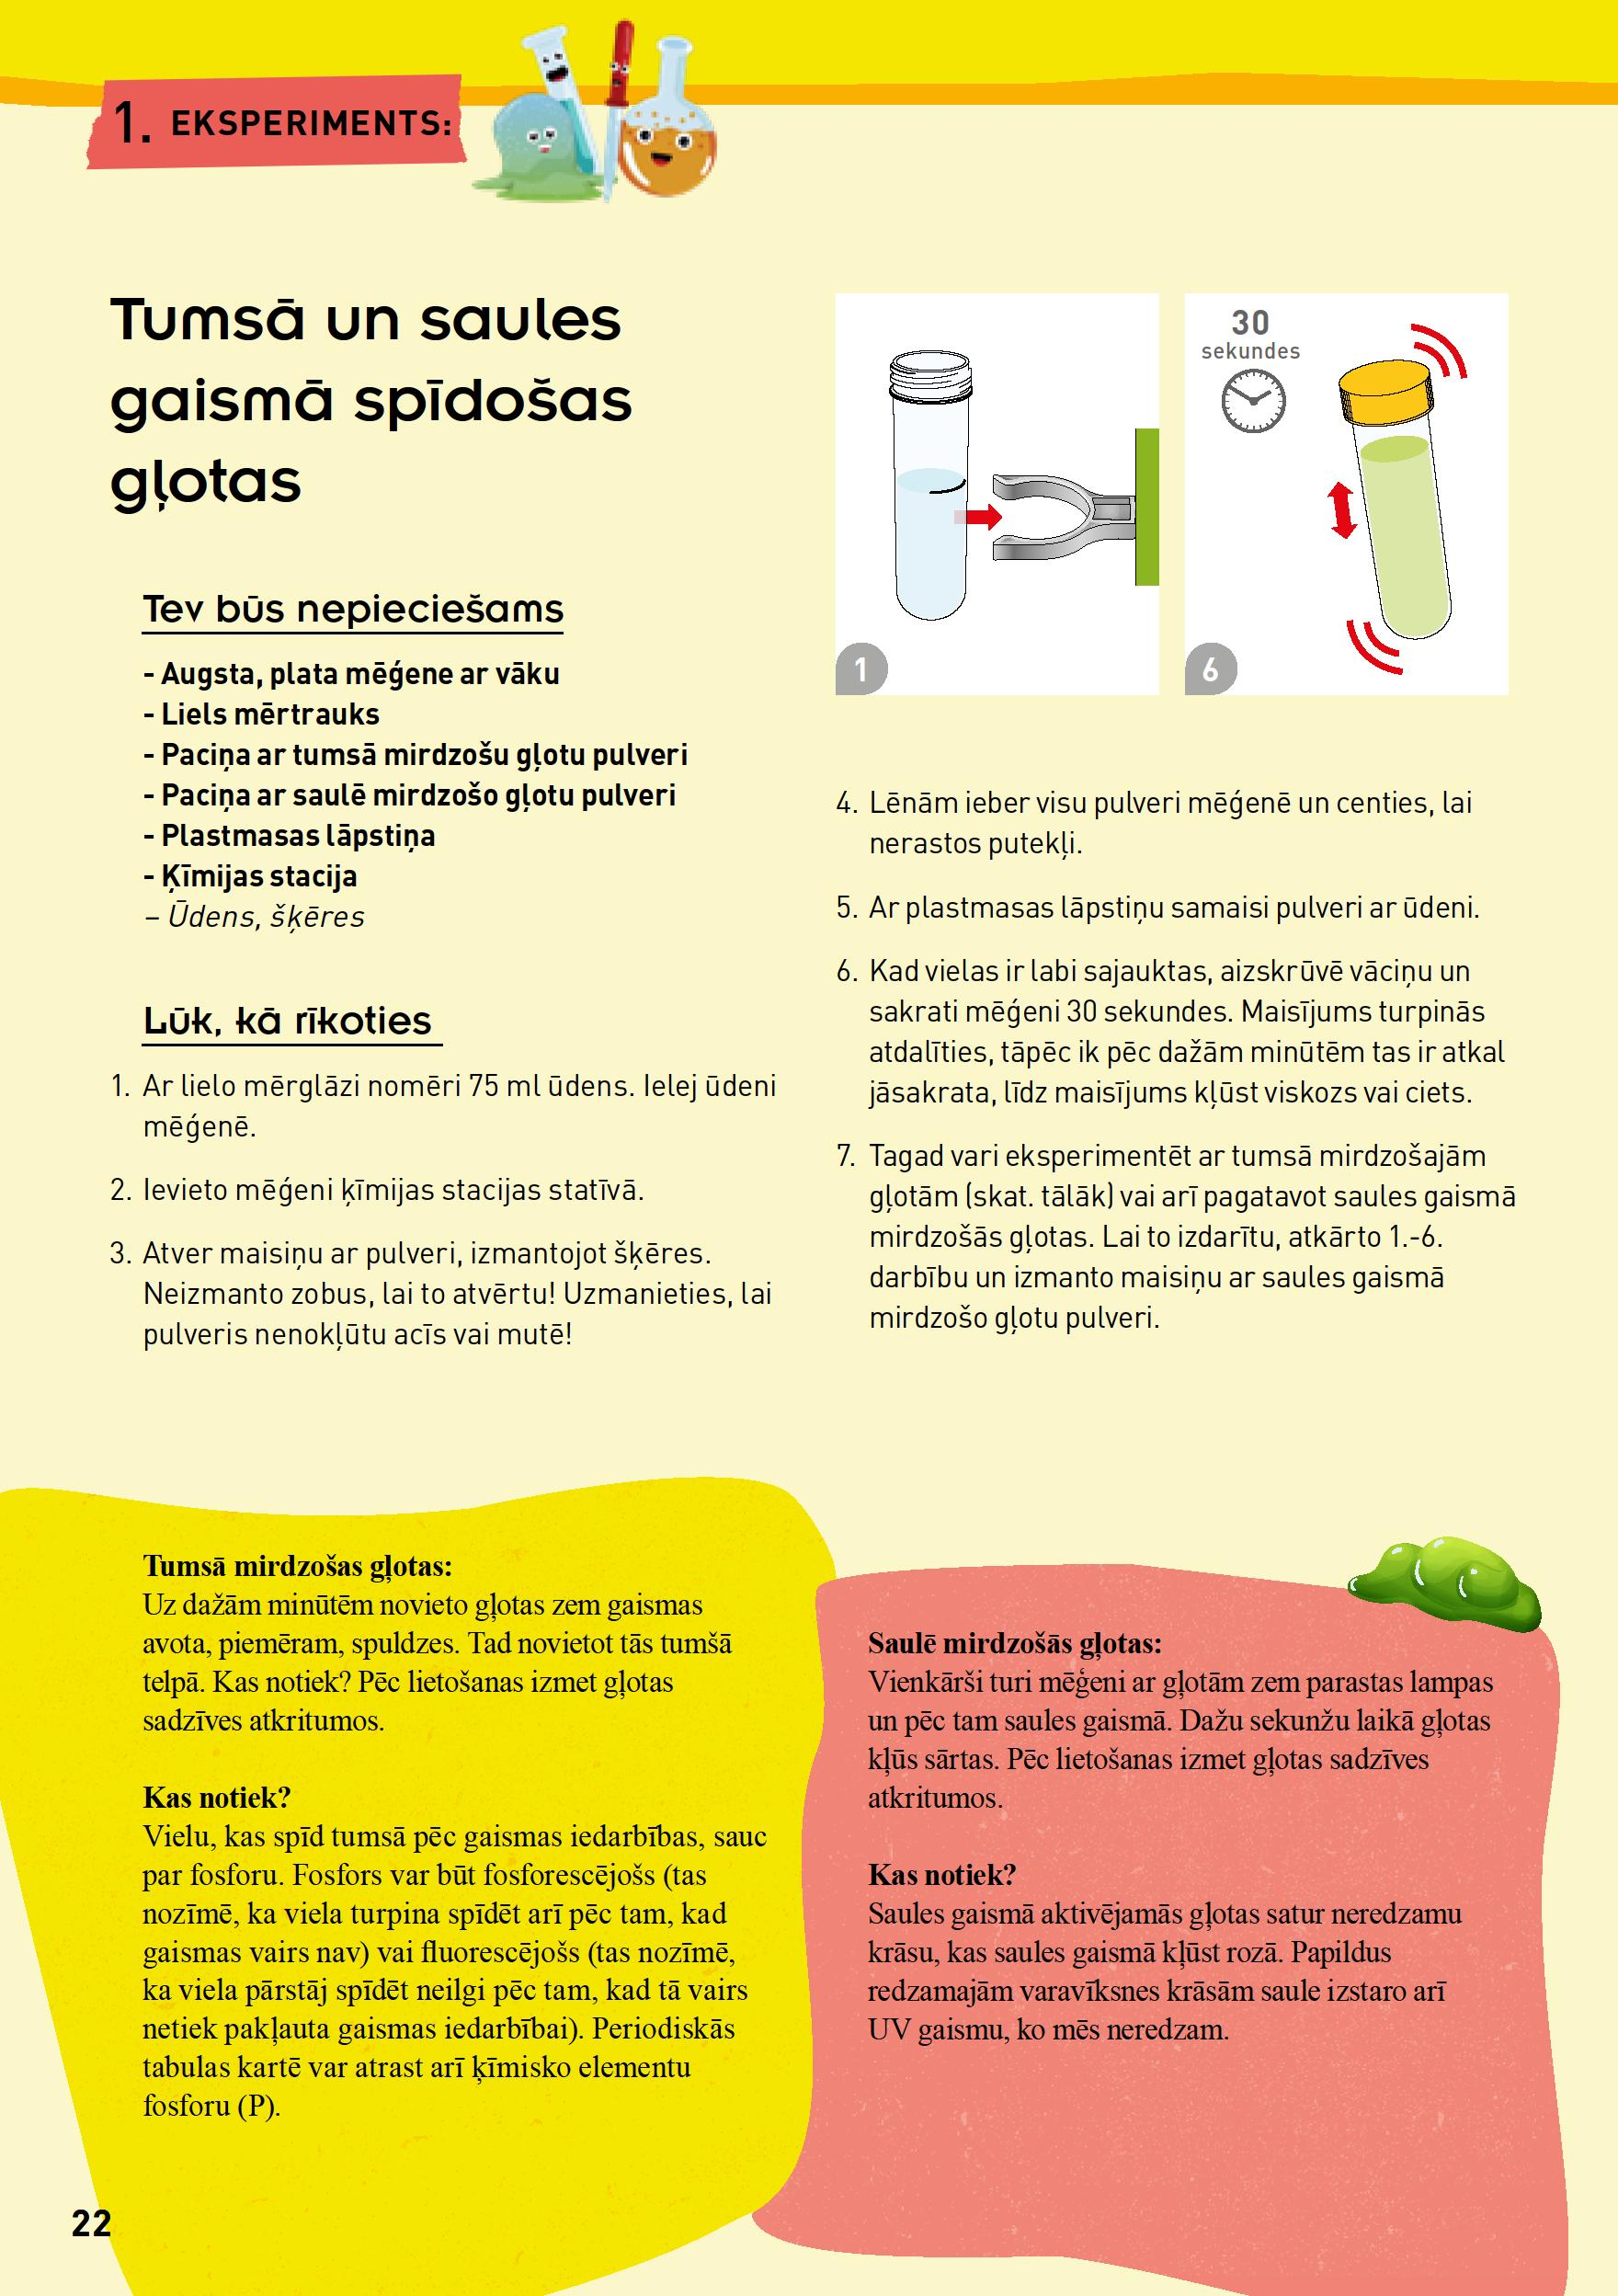 1. EKSPERIMENTS:
Tumsā un saules
gaismā spīdošas
gļotas
Tev būs nepieciešams
- Augsta, plata mēģene ar vāku
- Liels mērtrauks
- Paciņa ar tumsā mirdzošu gļotu pulveri
- Paciņa ar saulē mirdzošo gļotu pulveri
- Plastmasas lāpstiņa
- Ķīmijas stacija
– Ūdens, šķēres
Lūk, kā rīkoties
1. Ar lielo mērglāzi nomēri 75 ml ūdens. Ielej ūdeni
mēģenē.
2. Ievieto mēģeni ķīmijas stacijas statīvā.
3. Atver maisiņu ar pulveri, izmantojot šķēres.
Neizmanto zobus, lai to atvērtu! Uzmanieties, lai
pulveris nenokļūtu acīs vai mutē!
1
30
sekundes
6
4. Lēnām ieber visu pulveri mēģenē un centies, lai
nerastos putekļi.
5. Ar plastmasas lāpstiņu samaisi pulveri ar ūdeni.
6. Kad vielas ir labi sajauktas, aizskrūvē vāciņu un
sakrati mēģeni 30 sekundes. Maisījums turpinās
atdalīties, tāpēc ik pēc dažām minūtēm tas ir atkal
jāsakrata, līdz maisījums kļūst viskozs vai ciets.
7. Tagad vari eksperimentēt ar tumsā mirdzošajām
gļotām (skat. tālāk) vai arī pagatavot saules gaismā
mirdzošās gļotas. Lai to izdarītu, atkārto 1.-6.
darbību un izmanto maisiņu ar saules gaismā
mirdzošo gļotu pulveri.
Tumsā mirdzošas gļotas:
Uz dažām minūtēm novieto gļotas zem gaismas
avota, piemēram, spuldzes. Tad novietot tās tumšā
telpā. Kas notiek? Pēc lietošanas izmet gļotas
sadzīves atkritumos.
Kas notiek?
Vielu, kas spīd tumsā pēc gaismas iedarbības, sauc
par fosforu. Fosfors var būt fosforescējošs (tas
nozīmē, ka viela turpina spīdēt arī pēc tam, kad
gaismas vairs nav) vai fluorescējošs (tas nozīmē,
ka viela pārstāj spīdēt neilgi pēc tam, kad tā vairs
netiek pakļauta gaismas iedarbībai). Periodiskās
tabulas kartē var atrast arī ķīmisko elementu
fosforu (P).
Saulē mirdzošās gļotas:
Vienkārši turi mēģeni ar gļotām zem parastas lampas
un pēc tam saules gaismā. Dažu sekunžu laikā gļotas
kļūs sārtas. Pēc lietošanas izmet gļotas sadzīves
atkritumos.
Kas notiek?
Saules gaismā aktivējamās gļotas satur neredzamu
krāsu, kas saules gaismā kļūst rozā. Papildus
redzamajām varavīksnes krāsām saule izstaro arī
UV gaismu, ko mēs neredzam.
22